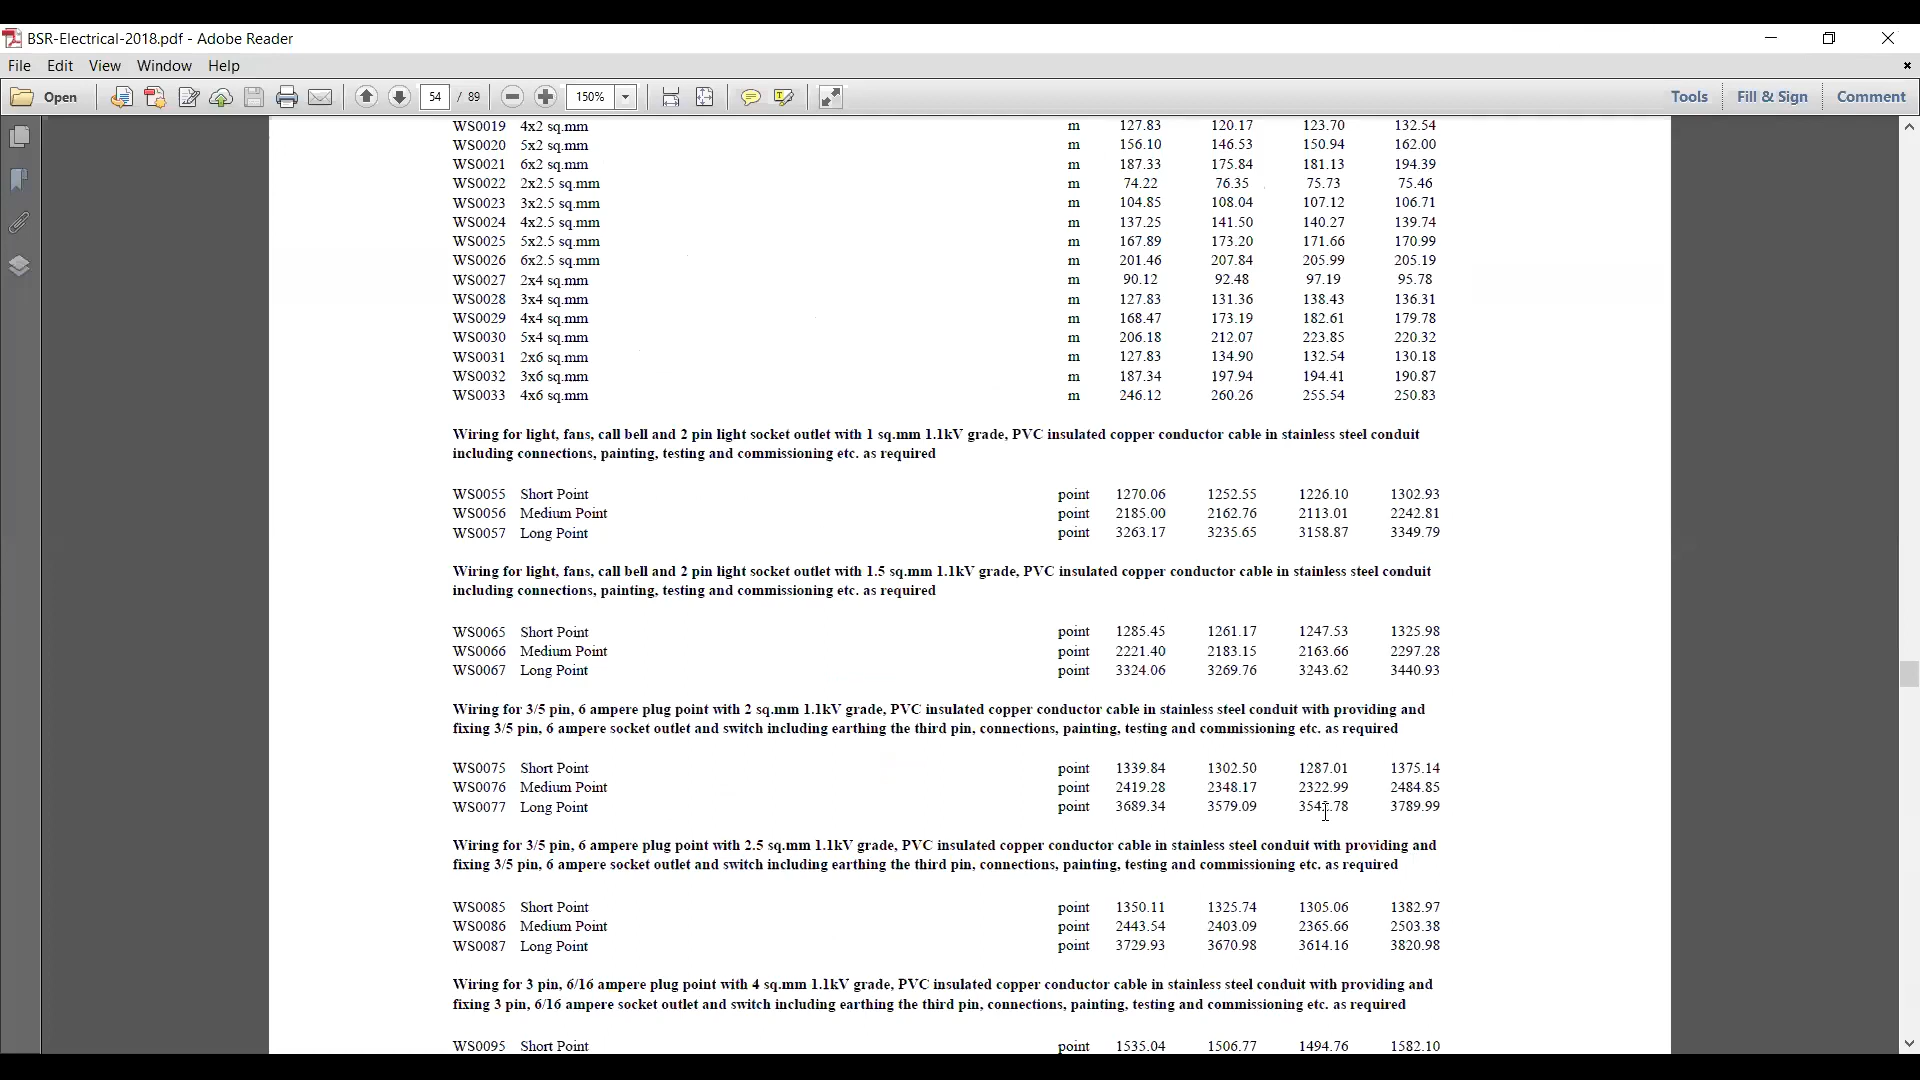 BSR-Electrical-2018.pdf - Adobe Reader
File Edit View Window Help
Open 54 / 89 150% Tools Fill & Sign Comment
WS0019 4x2 sq.mm m 127.83 120.17 123.70 132.54
WS0020 5x2 sq.mm m 156.10 146.53 150.94 162.00
WS0021 6x2 sq.mm m 187.33 175.84 181.13 194.39
WS0022 2x2.5 sq.mm m 74.22 76.35 75.73 75.46
WS0023 3x2.5 sq.mm m 104.85 108.04 107.12 106.71
WS0024 4x2.5 sq.mm m 137.25 141.50 140.27 139.74
WS0025 5x2.5 sq.mm m 167.89 173.20 171.66 170.99
WS0026 6x2.5 sq.mm m 201.46 207.84 205.99 205.19
WS0027 2x4 sq.mm m 90.12 92.48 97.19 95.78
WS0028 3x4 sq.mm m 127.83 131.36 138.43 136.31
WS0029 4x4 sq.mm m 168.47 173.19 182.61 179.78
WS0030 5x4 sq.mm m 206.18 212.07 223.85 220.32
WS0031 2x6 sq.mm m 127.83 134.90 132.54 130.18
WS0032 3x6 sq.mm m 187.34 197.94 194.41 190.87
WS0033 4x6 sq.mm m 246.12 260.26 255.54 250.83
Wiring for light, fans, call bell and 2 pin light socket outlet with 1 sq.mm 1.1kV grade, PVC insulated copper conductor cable in stainless steel conduit
including connections, painting, testing and commissioning etc. as required
WS0055 Short Point point 1270.06 1252.55 1226.10 1302.93
WS0056 Medium Point point 2185.00 2162.76 2113.01 2242.81
WS0057 Long Point point 3263.17 3235.65 3158.87 3349.79
Wiring for light, fans, call bell and 2 pin light socket outlet with 1.5 sq.mm 1.1kV grade, PVC insulated copper conductor cable in stainless steel conduit
including connections, painting, testing and commissioning etc. as required
WS0065 Short Point point 1285.45 1261.17 1247.53 1325.98
WS0066 Medium Point point 2221.40 2183.15 2163.66 2297.28
WS0067 Long Point point 3324.06 3269.76 3243.62 3440.93
Wiring for 3/5 pin, 6 ampere plug point with 2 sq.mm 1.1kV grade, PVC insulated copper conductor cable in stainless steel conduit with providing and
fixing 3/5 pin, 6 ampere socket outlet and switch including earthing the third pin, connections, painting, testing and commissioning etc. as required
WS0075 Short Point point 1339.84 1302.50 1287.01 1375.14
WS0076 Medium Point point 2419.28 2348.17 2322.99 2484.85
WS0077 Long Point point 3689.34 3579.09 3789.99
Wiring for 3/5 pin, 6 ampere plug point with 2.5 sq.mm 1.1kV grade, PVC insulated copper conductor cable in stainless steel conduit with providing and
fixing 3/5 pin, 6 ampere socket outlet and switch including earthing the third pin, connections, painting, testing and commissioning etc. as required
WS0085 Short Point point 1350.11 1325.74 1305.06 1382.97
WS0086 Medium Point point 2443.54 2403.09 2365.66 2503.38
WS0087 Long Point point 3729.93 3670.98 3614.16 3820.98
Wiring for 3 pin, 6/16 ampere plug point with 4 sq.mm 1.1kV grade, PVC insulated copper conductor cable in stainless steel conduit with providing and
fixing 3 pin, 6/16 ampere socket outlet and switch including earthing the third pin, connections, painting, testing and commissioning etc. as required
WS0095 Short Point point 1535.04 1506.77 1494.76 1582.10